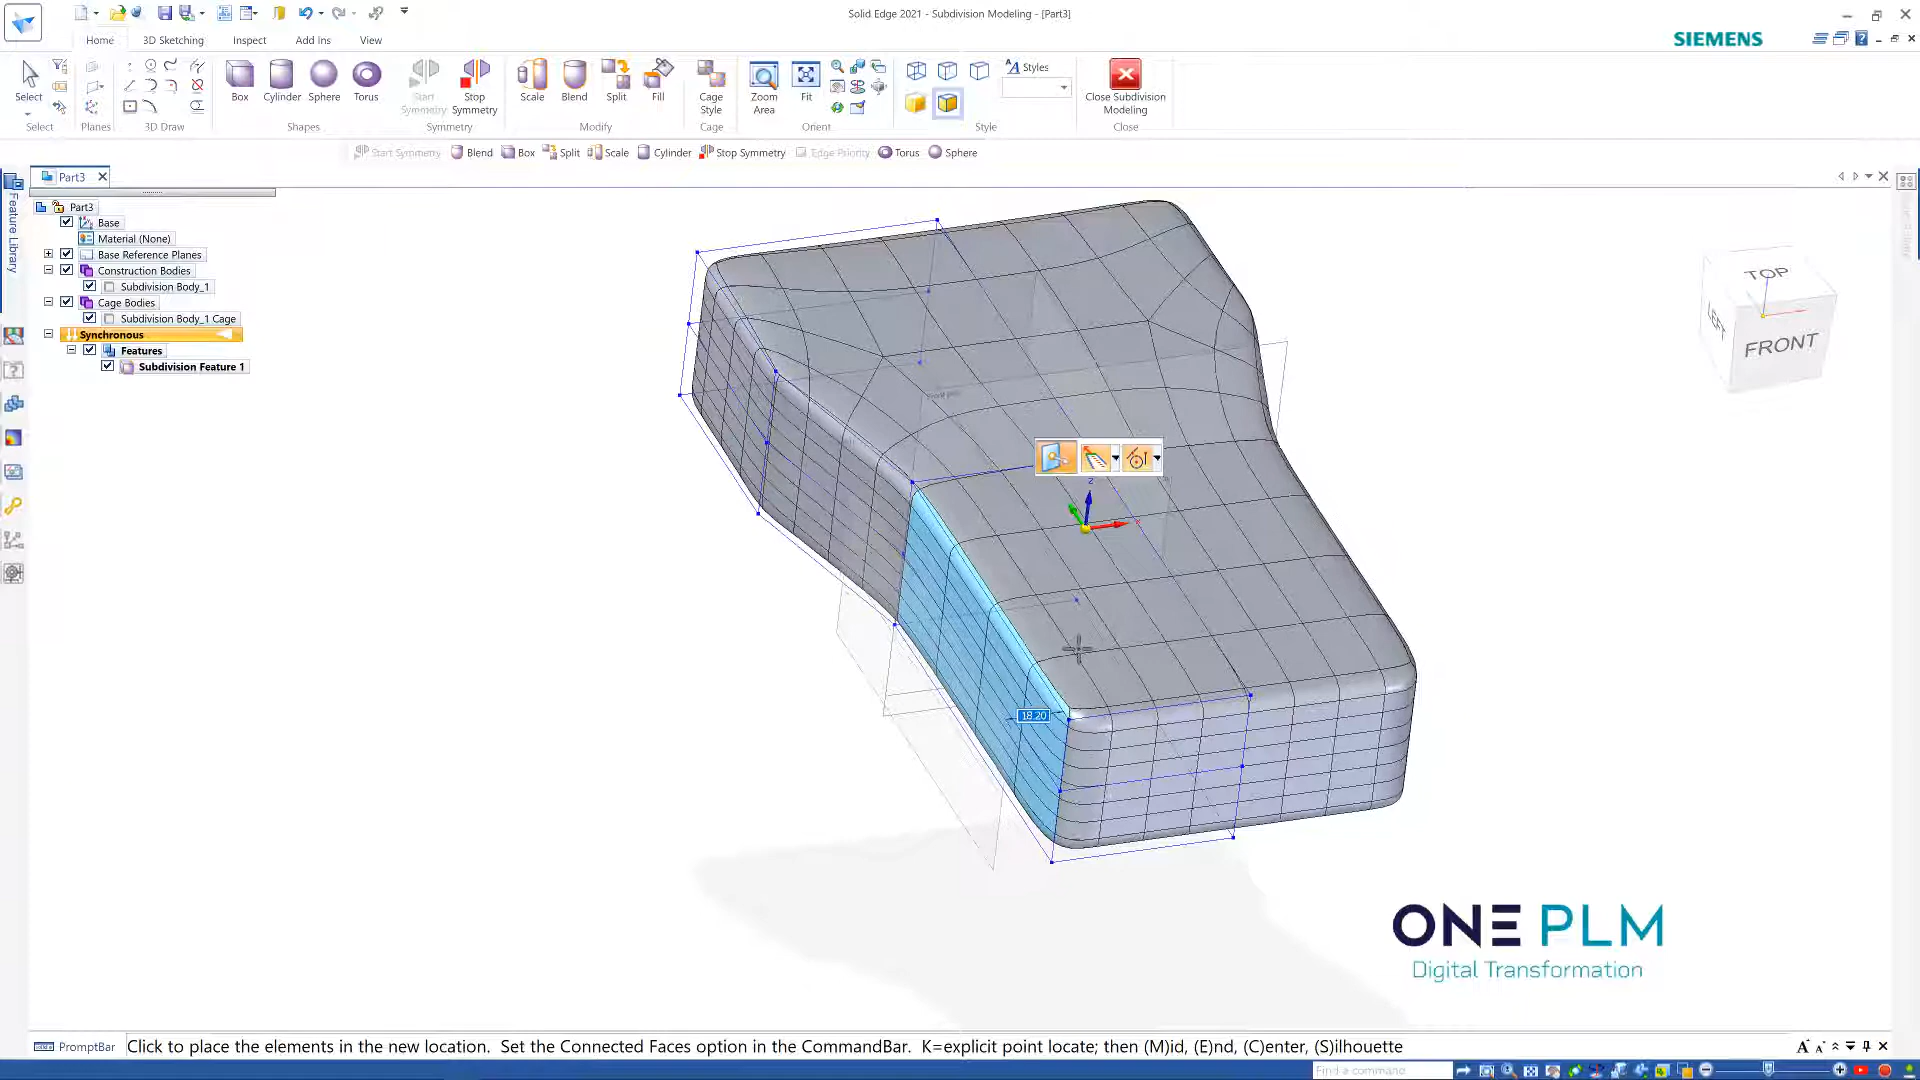 Solid Edge 2021 - Subdivision Modeling - [Part3]
Home 3D Sketching Inspect Add Ins View
SIEMENS
Select
Box Cylinder Sphere Torus
Start Symmetry
Stop Symmetry
Scale Blend Split Fill
Cage Style
Zoom Area
Fit
Styles
Close Subdivision Modeling
Select Planes 3D Draw Shapes Symmetry Modify Cage Orient Style Close
Start Symmetry Blend Box Split Scale Cylinder Stop Symmetry Edge Priority Torus Sphere
Part3
Feature Library
Part3
Base
Material (None)
Base Reference Planes
Construction Bodies
Subdivision Body_1
Cage Bodies
Subdivision Body_1 Cage
Synchronous
Features
Subdivision Feature 1
TOP
LEFT
FRONT
z
x
18.20
ONE PLM
Digital Transformation
PromptBar
Click to place the elements in the new location. Set the Connected Faces option in the CommandBar. K=explicit point locate; then (M)id, (E)nd, (C)enter, (S)ilhouette
Find a command